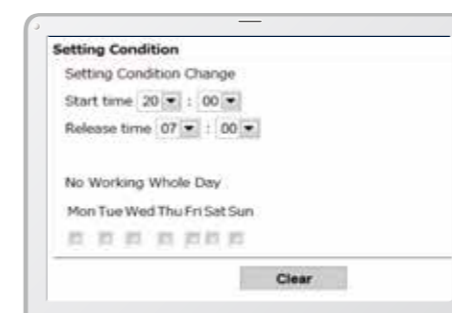 Setting Condition
Setting Condition Change
Start time 20 : 00
Release time 07 : 00
No Working Whole Day
Mon Tue Wed Thu Fri Sat Sun
Clear